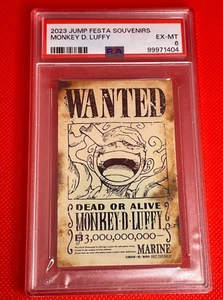 2023 JUMP FESTA SOUVENIRS
MONKEY D. LUFFY
EX-MT
6
PSA
99971404
WANTED
DEAD OR ALIVE
MONKEY·D·LUFFY
3,000,000,000-
MARINE